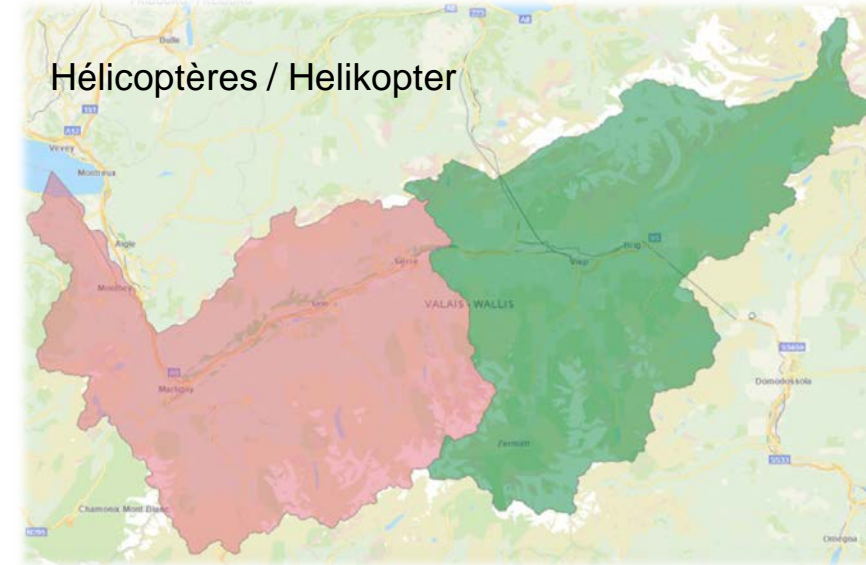 Hélicoptères / Helikopter
Bulle
A12
Vevey
Montreux
Aigle
Monthey
Sierre
Sion
VALAIS - WALLIS
Visp
Brig
Martigny
Zermatt
Domodossola
Chamonix Mont Blanc
Omegna